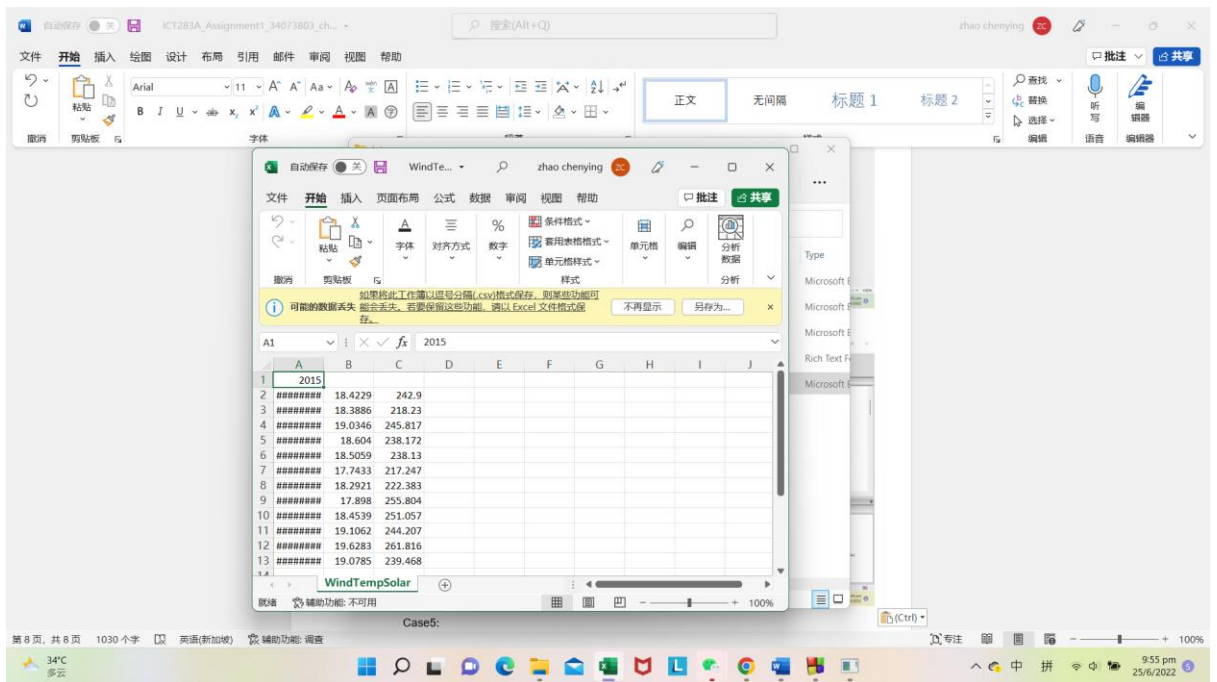 自动保存 关 ICT283A_Assignment1_34073803_ch... 搜索(Alt+Q) zhao chenying ZC
文件 开始 插入 绘图 设计 布局 引用 邮件 审阅 视图 帮助 批注 共享
粘贴 Arial 11 A^ A˅ Aa A 正文 无间隔 标题 1 标题 2 查找 替换 选择 听写 编辑器
B I U ab x₂ x² A A A
撤消 剪贴板 字体 编辑 语音 编辑器
自动保存 关 WindTe... zhao chenying ZC
文件 开始 插入 页面布局 公式 数据 审阅 视图 帮助 批注 共享
粘贴 字体 对齐方式 % 数字 条件格式 套用表格格式 单元格样式 单元格 编辑 分析数据
撤消 剪贴板 样式 分析
可能的数据丢失 如果将此工作簿以逗号分隔(.csv)格式保存，则某些功能可能会丢失。若要保留这些功能，请以 Excel 文件格式保存。 不再显示 另存为...
A1 fx 2015
A B C D E F G H I J
1 2015
2 ######## 18.4229 242.9
3 ######## 18.3886 218.23
4 ######## 19.0346 245.817
5 ######## 18.604 238.172
6 ######## 18.5059 238.13
7 ######## 17.7433 217.247
8 ######## 18.2921 222.383
9 ######## 17.898 255.804
10 ######## 18.4539 251.057
11 ######## 19.1062 244.207
12 ######## 19.6283 261.816
13 ######## 19.0785 239.468
WindTempSolar
就绪 辅助功能: 不可用 100%
Type
Microsoft E
Microsoft E
Microsoft E
Rich Text F
Microsoft E
Case5:
(Ctrl)
第 8 页，共 8 页 1030 个字 英语(新加坡) 辅助功能: 调查 专注 100%
34°C
多云
中 拼 9:55 pm
25/6/2022 5